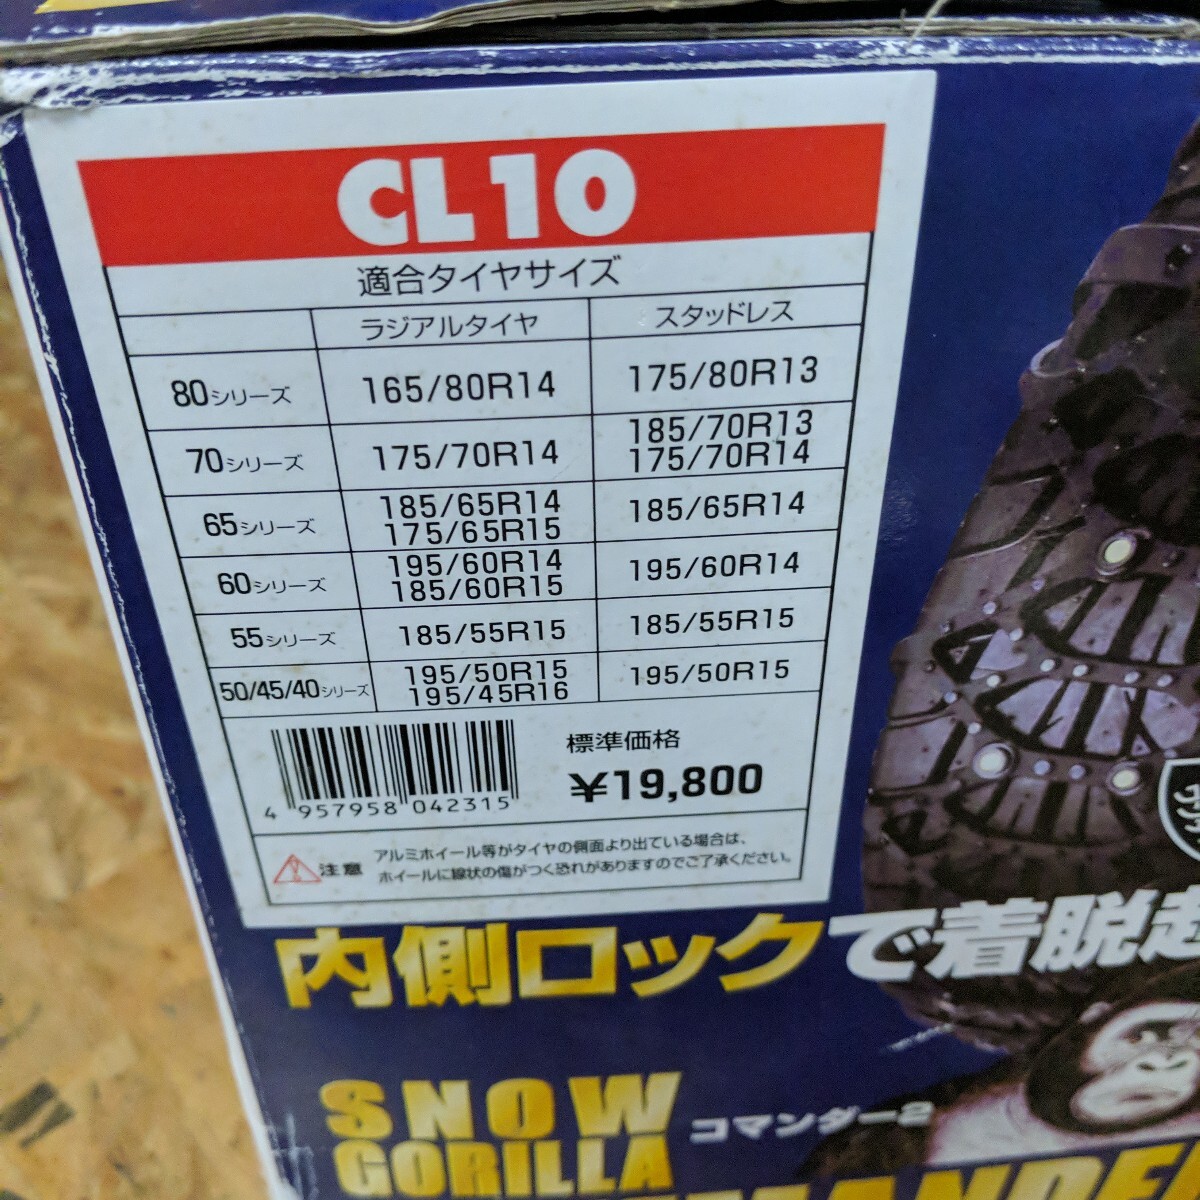 CL10
適合タイヤサイズ
ラジアルタイヤ スタッドレス
80シリーズ 165/80R14 175/80R13
70シリーズ 175/70R14 185/70R13 175/70R14
65シリーズ 185/65R14 175/65R15 185/65R14
60シリーズ 195/60R14 185/60R15 195/60R14
55シリーズ 185/55R15 185/55R15
50/45/40シリーズ 195/50R15 195/45R16 195/50R15
標準価格
¥19,800
4 957958 042315
注意
アルミホイール等がタイヤの側面より出ている場合は、
ホイールに線状の傷がつく恐れがありますのでご了承ください。
内側ロックで着脱
SNOW
GORILLA
コマンダー2